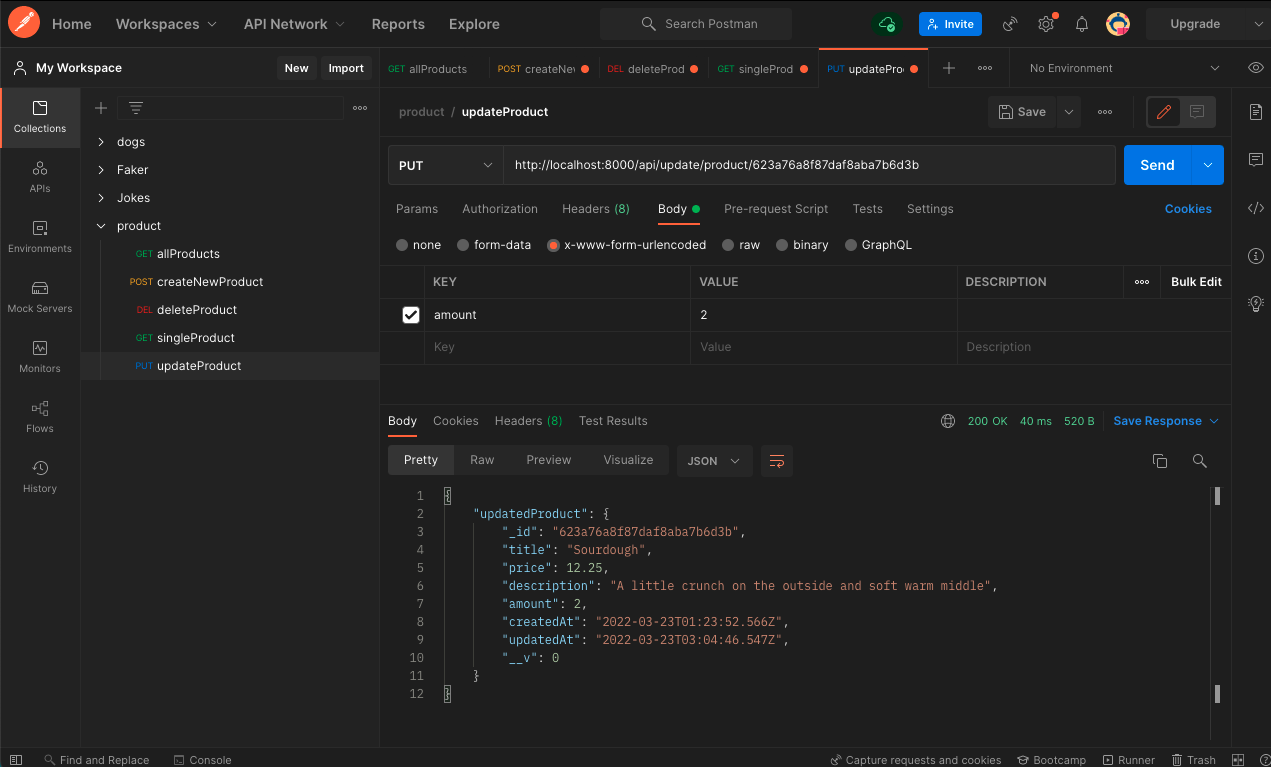 Home Workspaces API Network Reports Explore Search Postman Invite Upgrade
My Workspace New Import
GET allProducts POST createNe DEL deleteProd GET singleProd PUT updatePro No Environment
Collections
APIs
Environments
Mock Servers
Monitors
Flows
History
dogs
Faker
Jokes
product
GET allProducts
POST createNewProduct
DEL deleteProduct
GET singleProduct
PUT updateProduct
product / updateProduct Save
PUT http://localhost:8000/api/update/product/623a76a8f87daf8aba7b6d3b Send
Params Authorization Headers (8) Body Pre-request Script Tests Settings Cookies
none form-data x-www-form-urlencoded raw binary GraphQL
KEY VALUE DESCRIPTION Bulk Edit
amount 2
Key Value Description
Body Cookies Headers (8) Test Results 200 OK 40 ms 520 B Save Response
Pretty Raw Preview Visualize JSON
1 {
2 "updatedProduct": {
3 "_id": "623a76a8f87daf8aba7b6d3b",
4 "title": "Sourdough",
5 "price": 12.25,
6 "description": "A little crunch on the outside and soft warm middle",
7 "amount": 2,
8 "createdAt": "2022-03-23T01:23:52.566Z",
9 "updatedAt": "2022-03-23T03:04:46.547Z",
10 "__v": 0
11 }
12 }
Find and Replace Console Capture requests and cookies Bootcamp Runner Trash